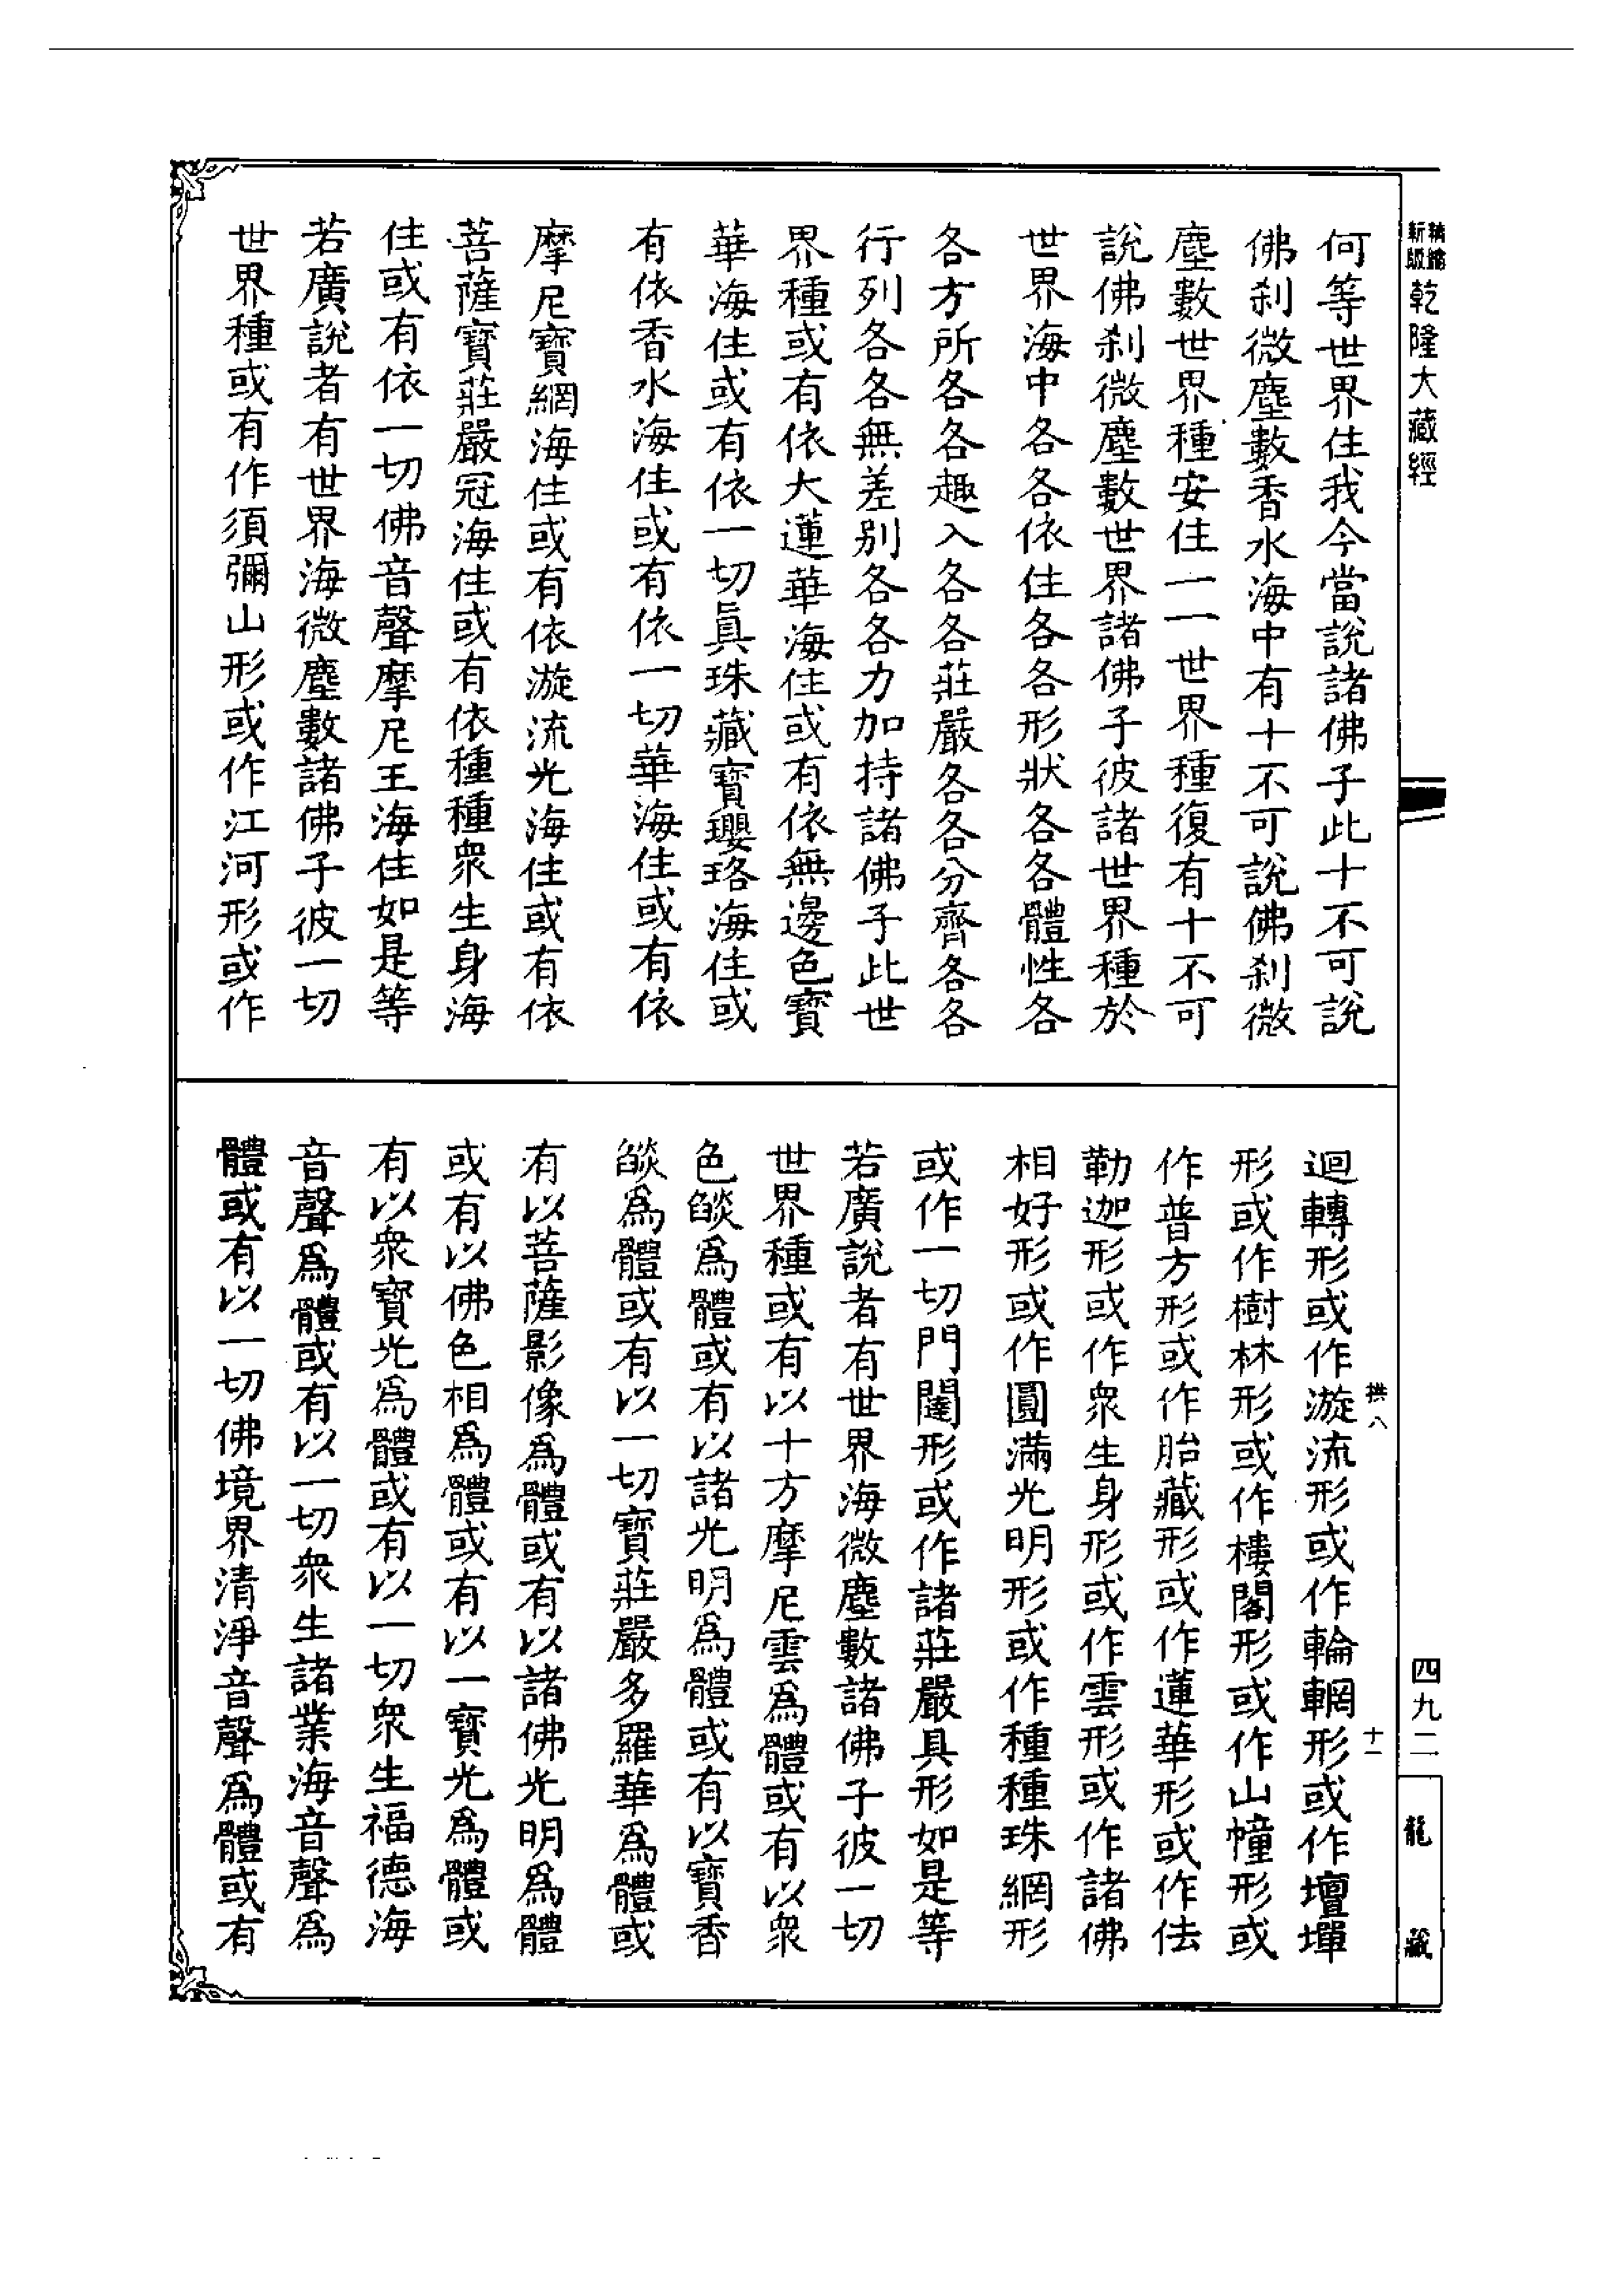 新版
精縮
乾隆大藏經
何等世界住我今當說諸佛子此十不可說
佛刹微塵數香水海中有十不可說佛刹微
塵數世界種安住一一世界種復有十不可
說佛刹微塵數世界諸佛子彼諸世界種於
世界海中各各依住各各形狀各各體性各
各方所各各趣入各各莊嚴各各分齊各各
行列各各無差别各各力加持諸佛子此世
界種或有依大蓮華海住或有依無邊色寶
華海住或有依一切眞珠藏寶瓔珞海住或
有依香水海住或有依一切華海住或有依
摩尼寶網海住或有依漩流光海住或有依
菩薩寶莊嚴冠海住或有依種種衆生身海
住或有依一切佛音聲摩尼王海住如是等
若廣說者有世界海微塵數諸佛子彼一切
世界種或有作須彌山形或作江河形或作
迴轉形或作漩流形或作輪輞形或作壇墠
形或作樹林形或作樓閣形或作山幢形或
作普方形或作胎藏形或作蓮華形或作佉
勒迦形或作衆生身形或作雲形或作諸佛
相好形或作圓滿光明形或作種種珠網形
或作一切門闥形或作諸莊嚴具形如是等
若廣說者有世界海微塵數諸佛子彼一切
世界種或有以十方摩尼雲爲體或有以衆
色燄爲體或有以諸光明爲體或有以寶香
燄爲體或有以一切寶莊嚴多羅華爲體或
有以菩薩影像爲體或有以諸佛光明爲體
或有以佛色相爲體或有以一寶光爲體或
有以衆寶光爲體或有以一切衆生福德海
音聲爲體或有以一切衆生諸業海音聲爲
體或有以一切佛境界清淨音聲爲體或有
拱八
十一
四九二
龍藏